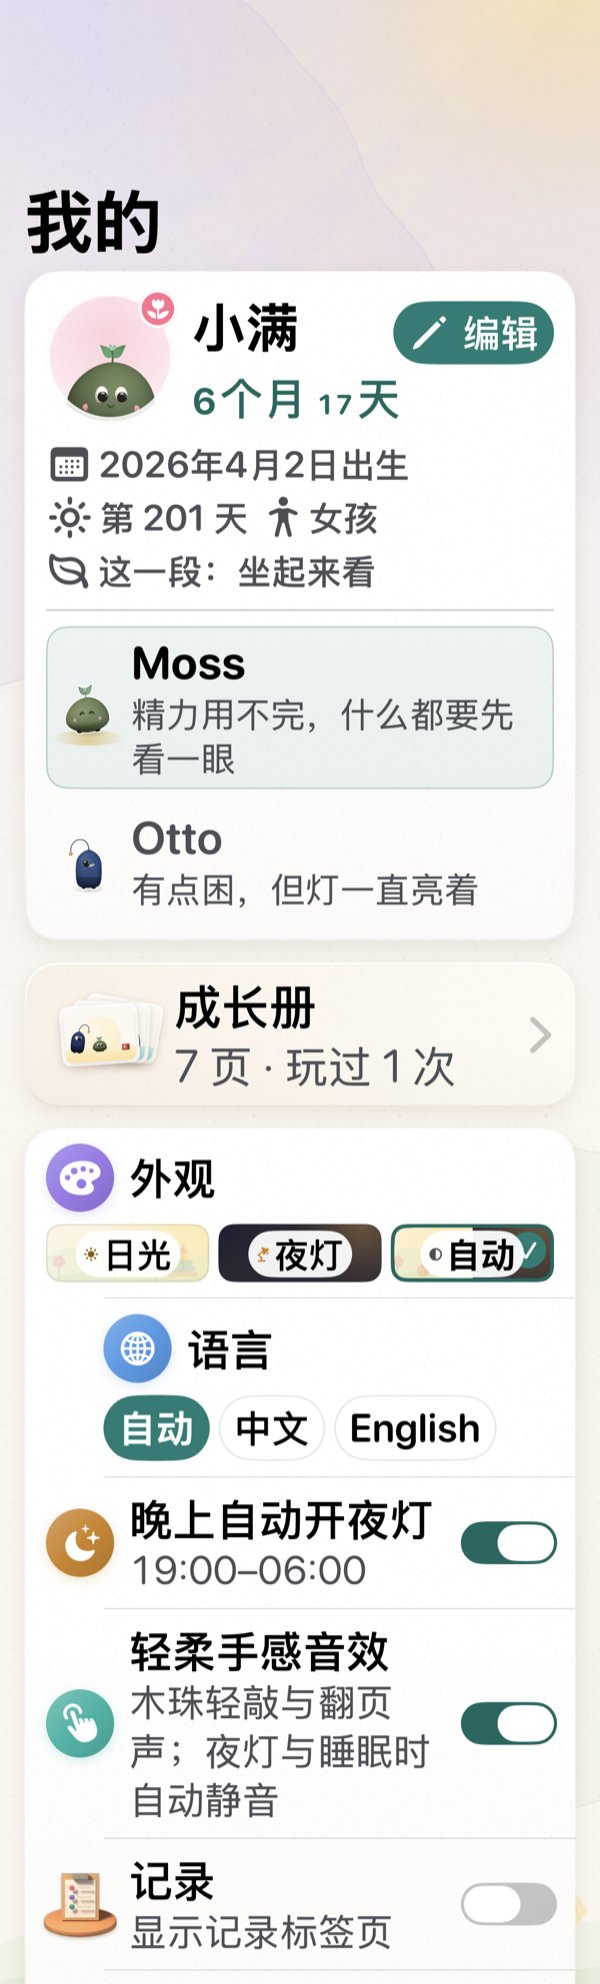 我的
小满
编辑
6个月 17天
2026年4月2日出生
第 201 天 女孩
这一段：坐起来看
Moss
精力用不完，什么都要先
看一眼
Otto
有点困，但灯一直亮着
成长册
7 页 · 玩过 1 次
外观
日光 夜灯 自动
语言
自动 中文 English
晚上自动开夜灯
19:00–06:00
轻柔手感音效
木珠轻敲与翻页
声；夜灯与睡眠时
自动静音
记录
显示记录标签页